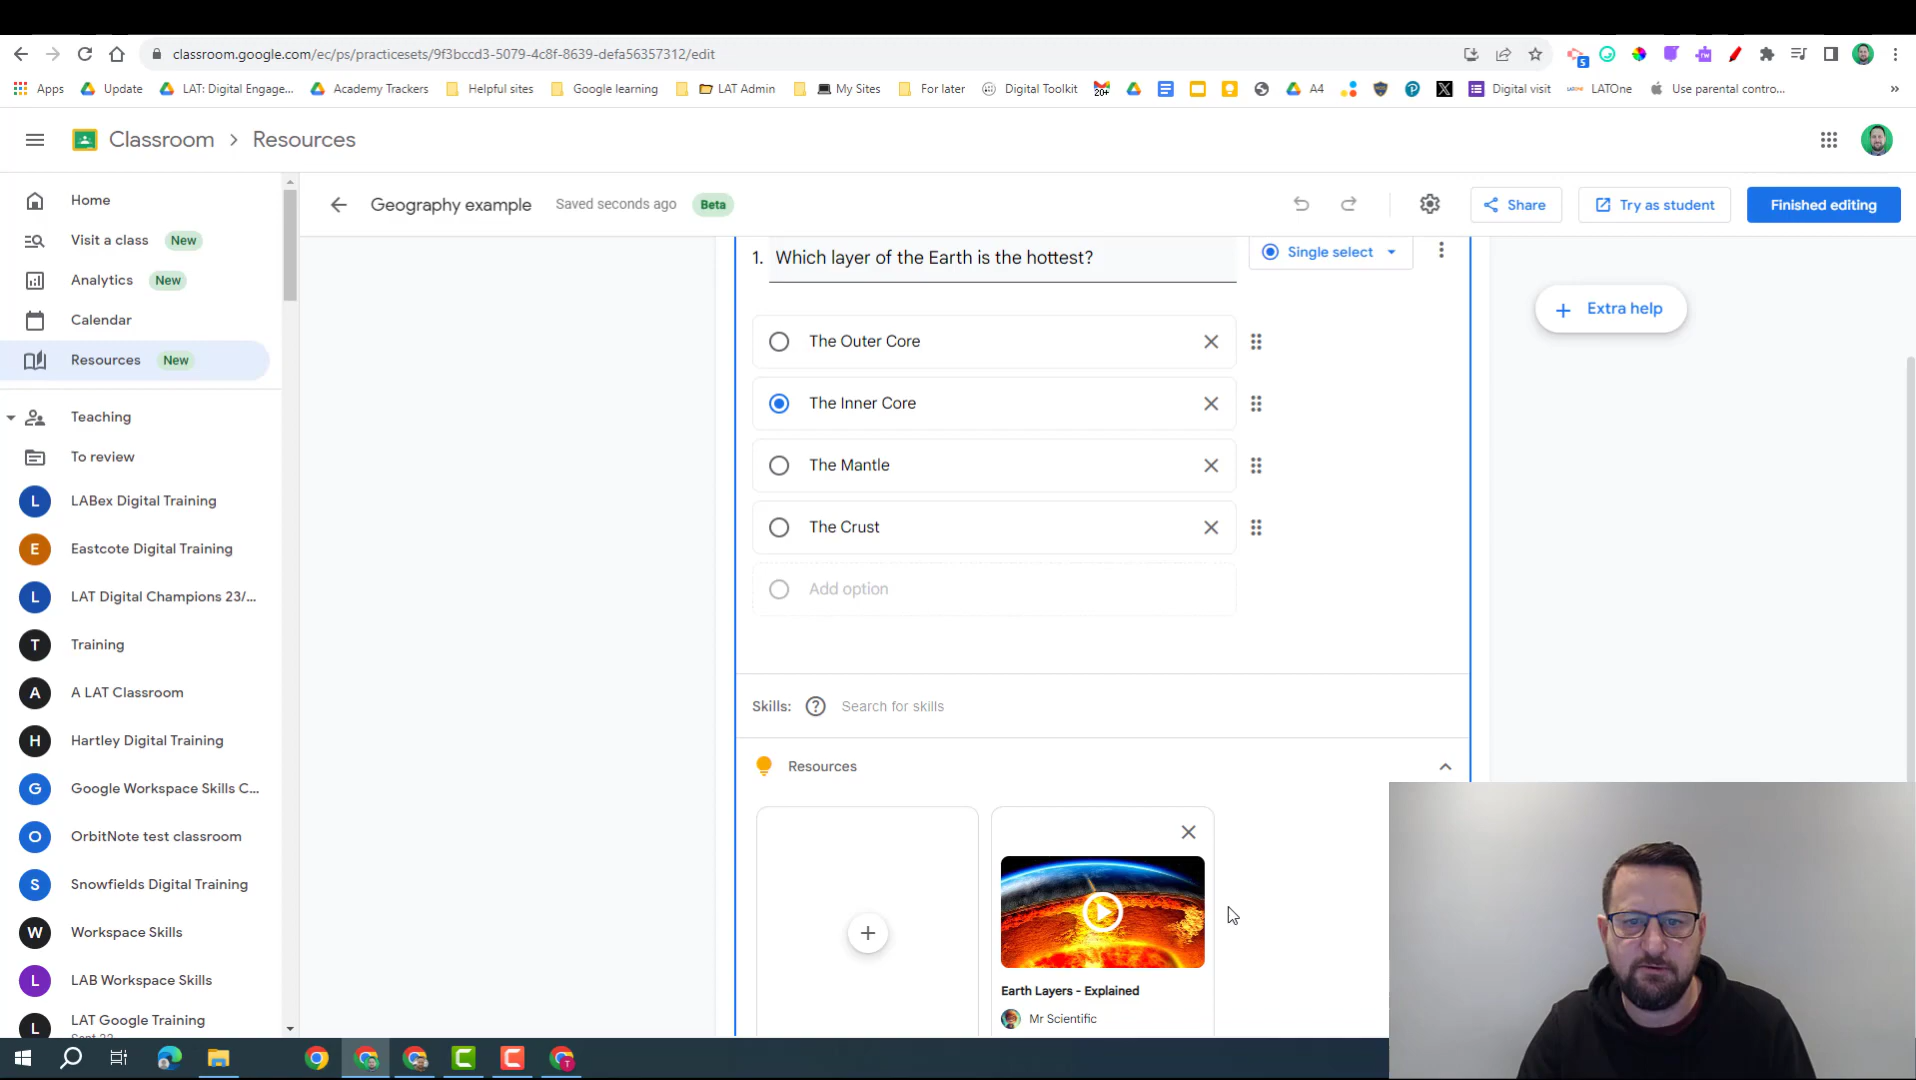 classroom.google.com/ec/ps/practicesets/9f3bccd3-5079-4c8f-8639-defa56357312/edit
5
Apps
Update
LAT: Digital Engage...
Academy Trackers
Helpful sites
Google learning
LAT Admin
My Sites
For later
Digital Toolkit
20+
A4
Digital visit
LATOne
Use parental contro...
»
Classroom > Resources
Home
Visit a class New
Analytics New
Calendar
Resources New
Teaching
To review
L LABex Digital Training
E Eastcote Digital Training
L LAT Digital Champions 23/...
T Training
A A LAT Classroom
H Hartley Digital Training
G Google Workspace Skills C...
O OrbitNote test classroom
S Snowfields Digital Training
W Workspace Skills
L LAB Workspace Skills
L LAT Google Training
Geography example
Saved seconds ago
Beta
Share
Try as student
Finished editing
1. Which layer of the Earth is the hottest?
Single select
Extra help
The Outer Core
The Inner Core
The Mantle
The Crust
Add option
Skills: ? Search for skills
Resources
Earth Layers - Explained
Mr Scientific